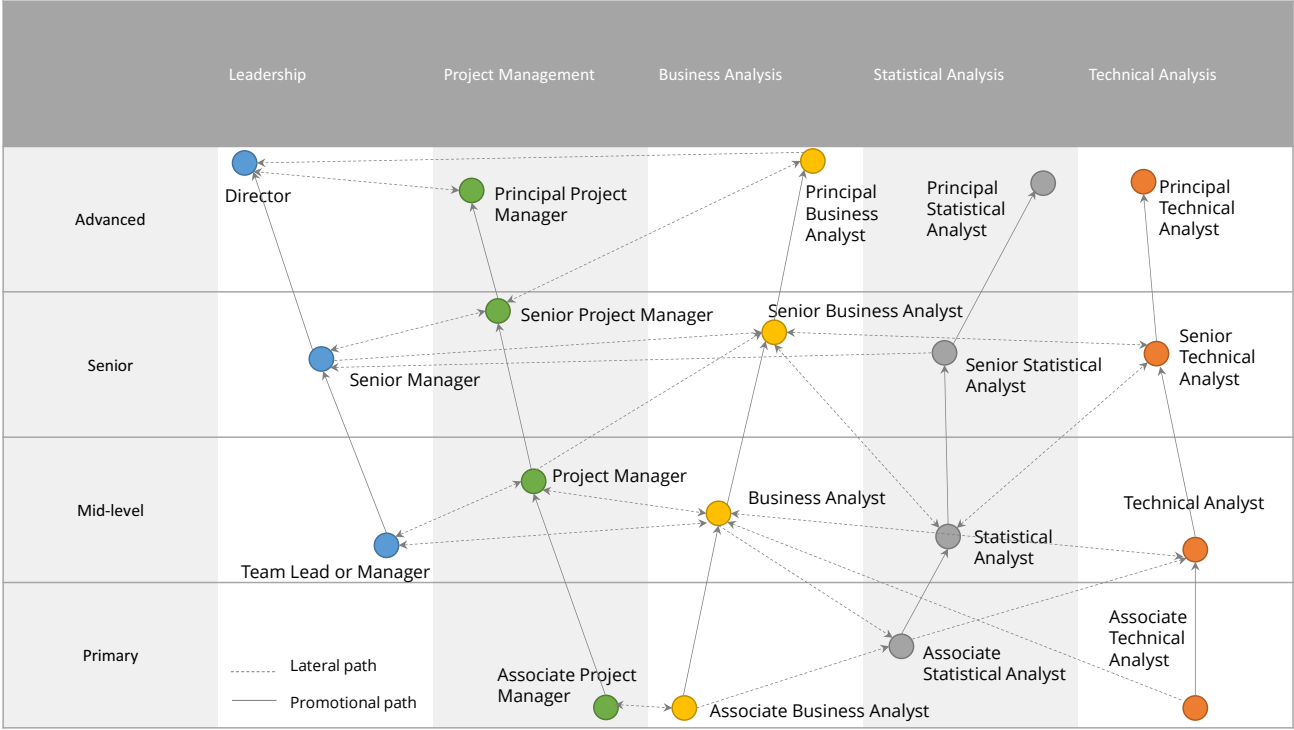 Leadership
Project Management
Business Analysis
Statistical Analysis
Technical Analysis
Advanced
Director
Principal Project
Manager
Principal
Business
Analyst
Principal
Statistical
Analyst
Principal
Technical
Analyst
Senior
Senior Manager
Senior Project Manager
Senior Business Analyst
Senior Statistical
Analyst
Senior
Technical
Analyst
Mid-level
Team Lead or Manager
Project Manager
Business Analyst
Statistical
Analyst
Technical Analyst
Primary
Lateral path
Promotional path
Associate Project
Manager
Associate Business Analyst
Associate
Statistical Analyst
Associate
Technical
Analyst